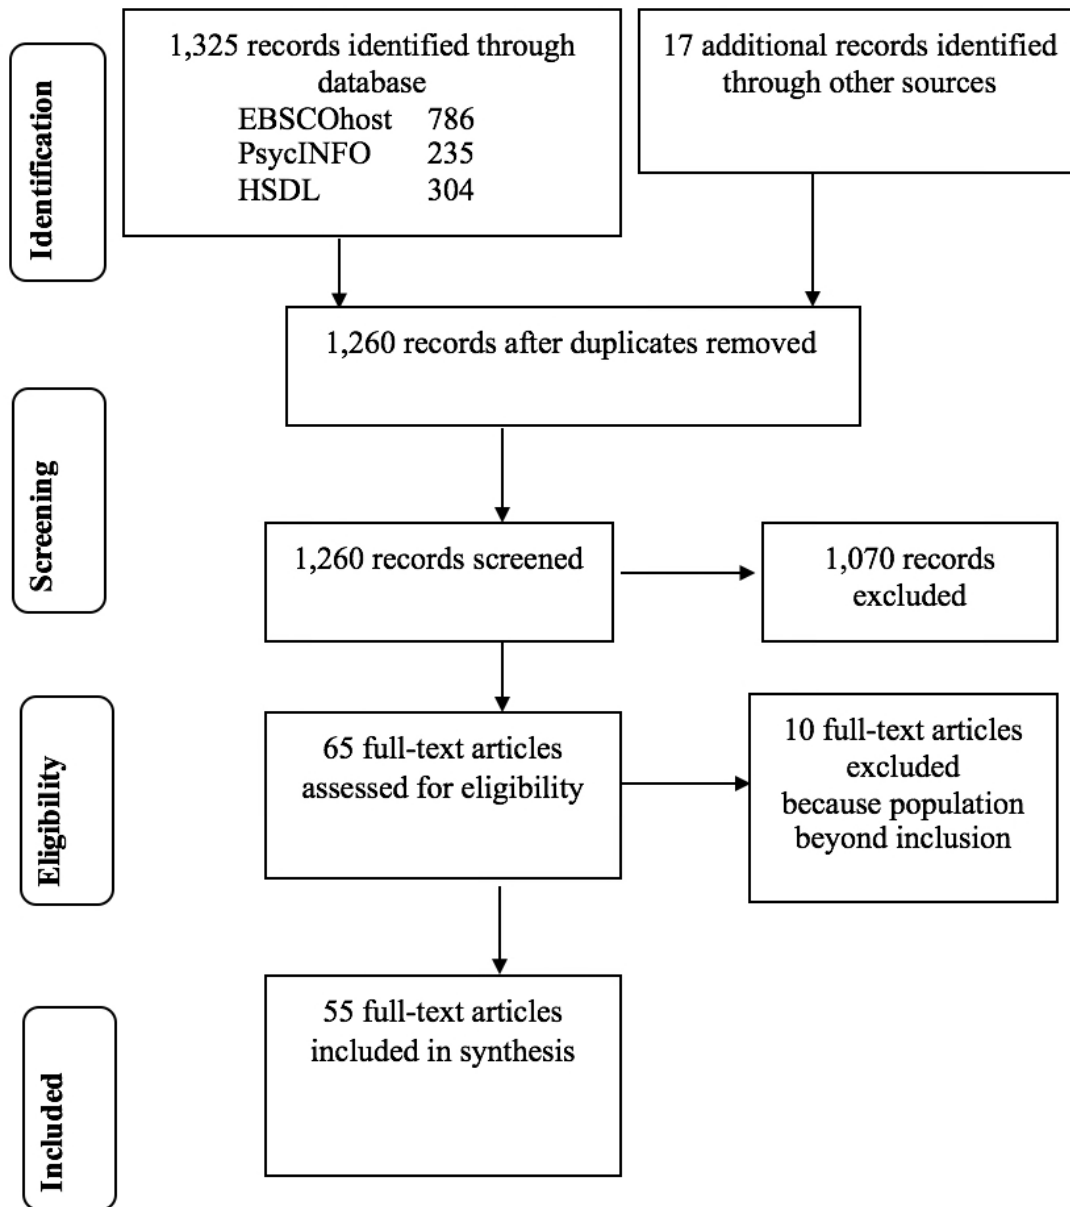 1,325 records identified through
database
EBSCOhost 786
PsycINFO 235
HSDL 304
17 additional records identified
through other sources
Identification
1,260 records after duplicates removed
Screening
1,260 records screened
1,070 records
excluded
Eligibility
65 full-text articles
assessed for eligibility
10 full-text articles
excluded
because population
beyond inclusion
Included
55 full-text articles
included in synthesis